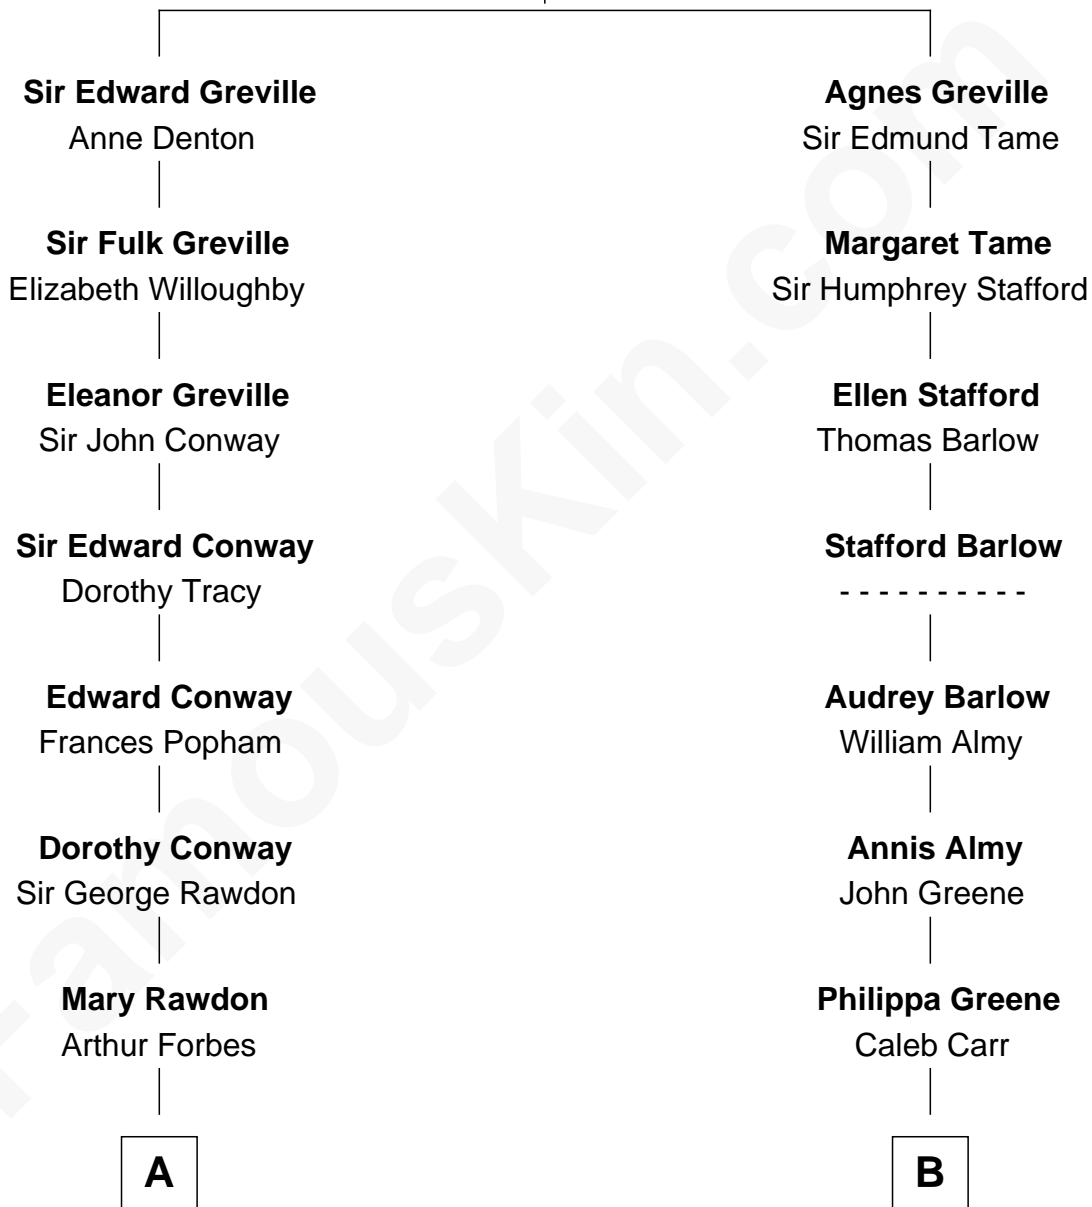 Sir Edward Greville
Anne Denton
Sir Fulk Greville
Elizabeth Willoughby
Eleanor Greville
Sir John Conway
Sir Edward Conway
Dorothy Tracy
Edward Conway
Frances Popham
Dorothy Conway
Sir George Rawdon
Mary Rawdon
Arthur Forbes
A
Agnes Greville
Sir Edmund Tame
Margaret Tame
Sir Humphrey Stafford
Ellen Stafford
Thomas Barlow
Stafford Barlow
- - - - - - - - - -
Audrey Barlow
William Almy
Annis Almy
John Greene
Philippa Greene
Caleb Carr
B
FamousKin.com